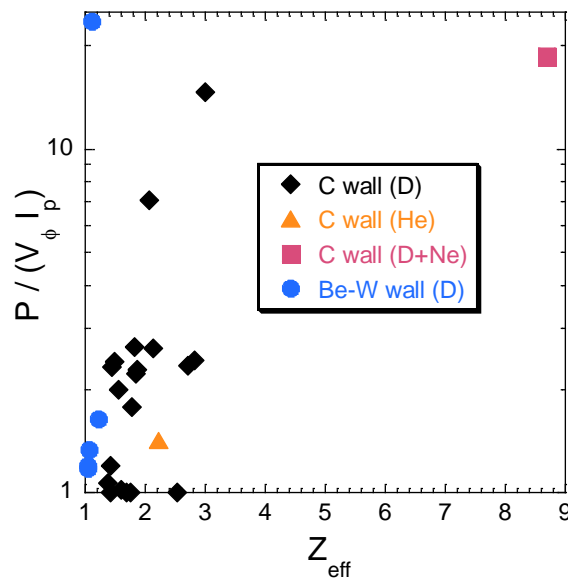 10
1
P / (V_ϕ I_p)
C wall (D)
C wall (He)
C wall (D+Ne)
Be-W wall (D)
1 2 3 4 5 6 7 8 9
Z_eff